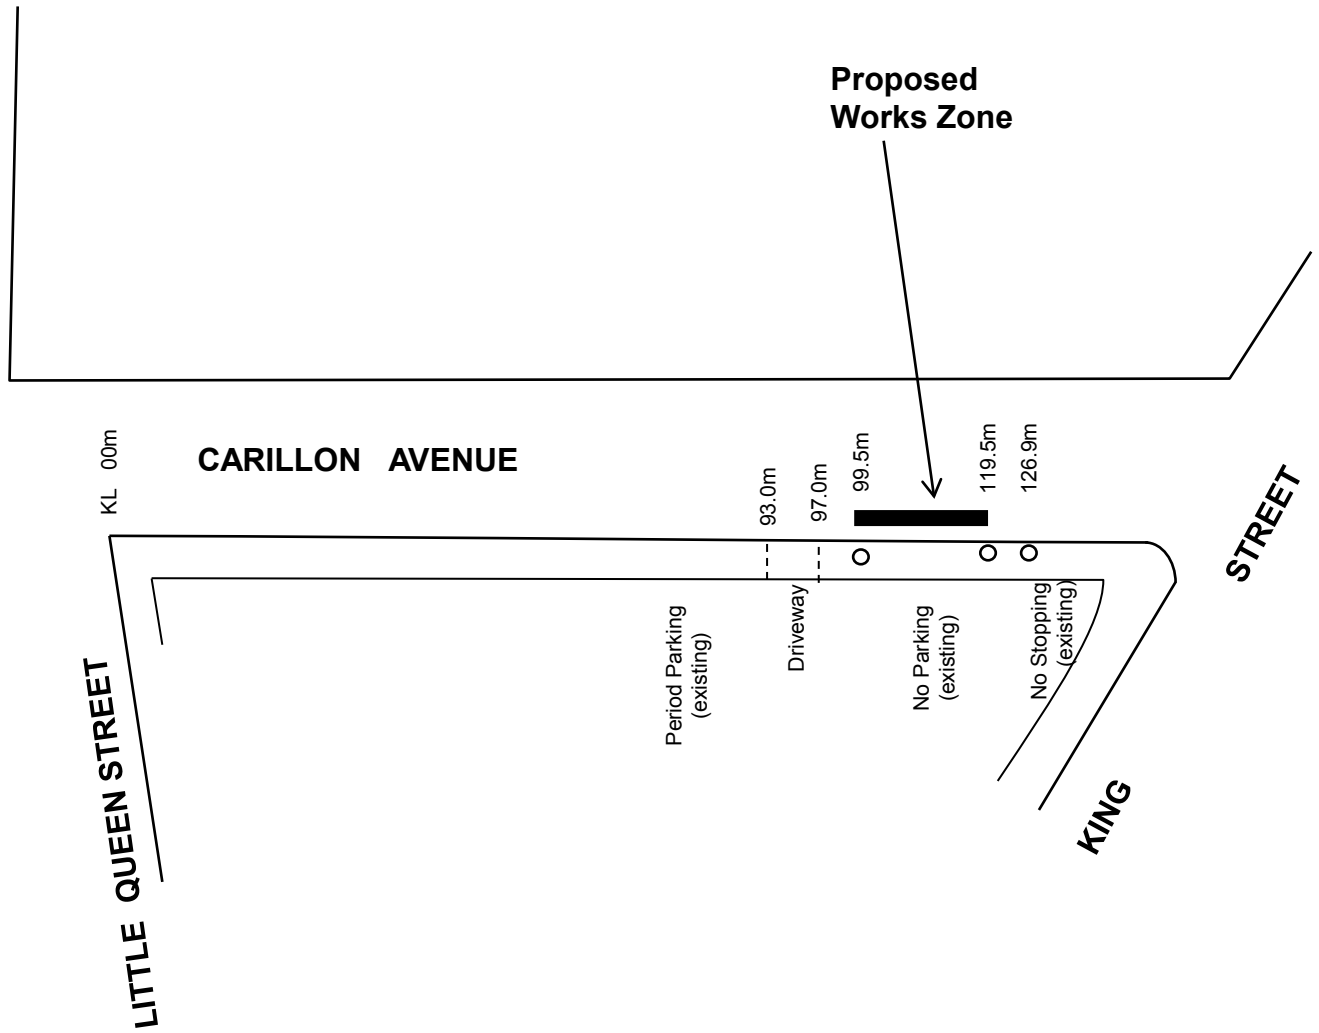 Proposed
Works Zone
KL 00m
CARILLON AVENUE
93.0m
97.0m
99.5m
119.5m
126.9m
STREET
Period Parking
(existing)
Driveway
No Parking
(existing)
No Stopping
(existing)
LITTLE QUEEN STREET
KING